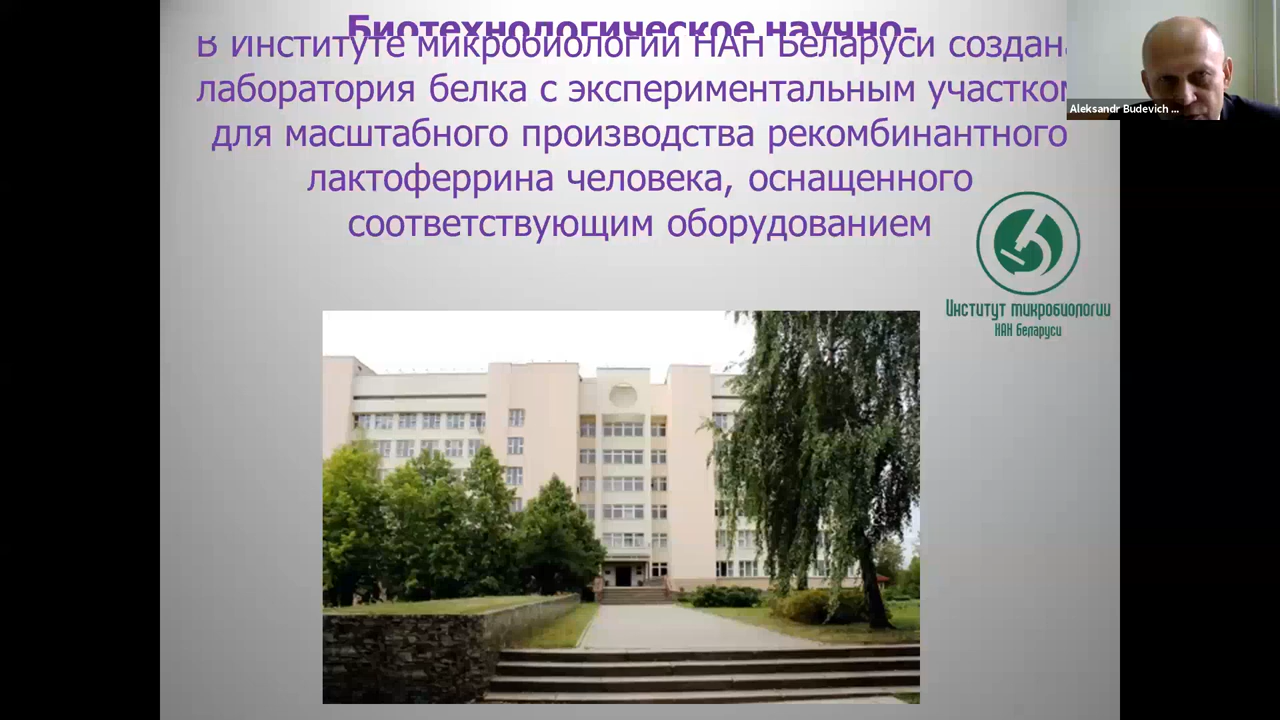 Биотехнологическое научно-
В Институте микробиологии НАН Беларуси создана
лаборатория белка с экспериментальным участком
для масштабного производства рекомбинантного
лактоферрина человека, оснащенного
соответствующим оборудованием
Aleksandr Budevich ...
Институт микробиологии
НАН Беларуси